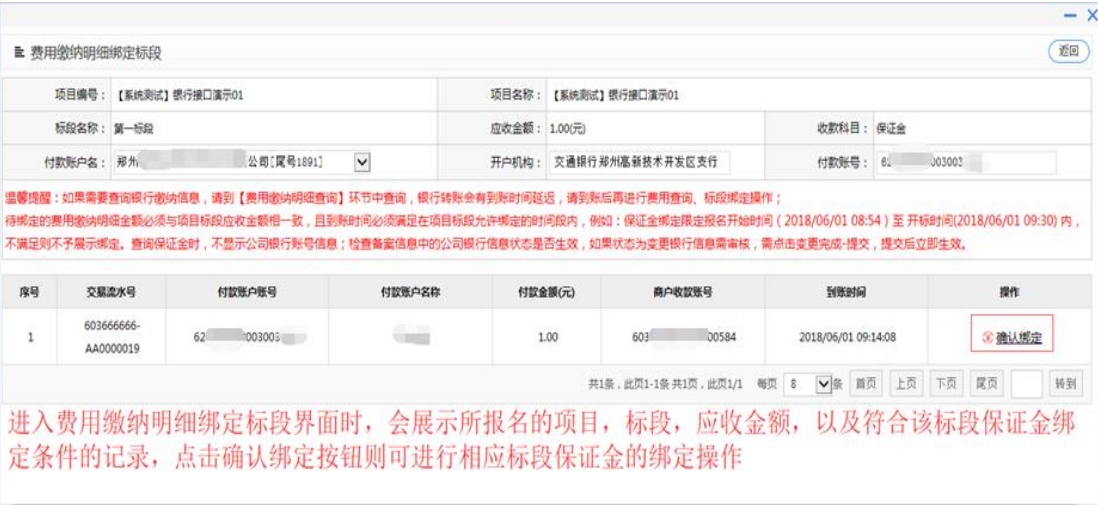 费用缴纳明细绑定标段 返回
项目编号： 【系统测试】银行接口演示01 项目名称： 【系统测试】银行接口演示01
标段名称： 第一标段 应收金额： 1.00(元) 收款科目： 保证金
付款账户名： 郑州 公司[尾号1891] 开户机构： 交通银行郑州高新技术开发区支行 付款账号： 62 003003
温馨提醒：如果需要查询银行缴纳信息，请到【费用缴纳明细查询】环节中查询，银行转账会有到账时间延迟，请到账后再进行费用查询、标段绑定操作；
待绑定的费用缴纳明细金额必须与项目标段应收金额相一致，且到账时间必须满足在项目标段允许绑定的时间段内，例如：保证金绑定限定报名开始时间（2018/06/01 08:54）至 开标时间(2018/06/01 09:30) 内，
不满足则不予展示绑定。查询保证金时，不显示公司银行账号信息；检查备案信息中的公司银行信息状态是否生效，如果状态为变更银行信息需审核，需点击变更完成-提交，提交后立即生效。
序号 交易流水号 付款账户账号 付款账户名称 付款金额(元) 商户收款账号 到账时间 操作
1 603666666-AA0000019 62 003003 1.00 603 00584 2018/06/01 09:14:08 确认绑定
共1条，此页1-1条 共1页，此页1/1 每页 8 条 首页 上页 下页 尾页 转到
进入费用缴纳明细绑定标段界面时，会展示所报名的项目，标段，应收金额，以及符合该标段保证金绑
定条件的记录，点击确认绑定按钮则可进行相应标段保证金的绑定操作